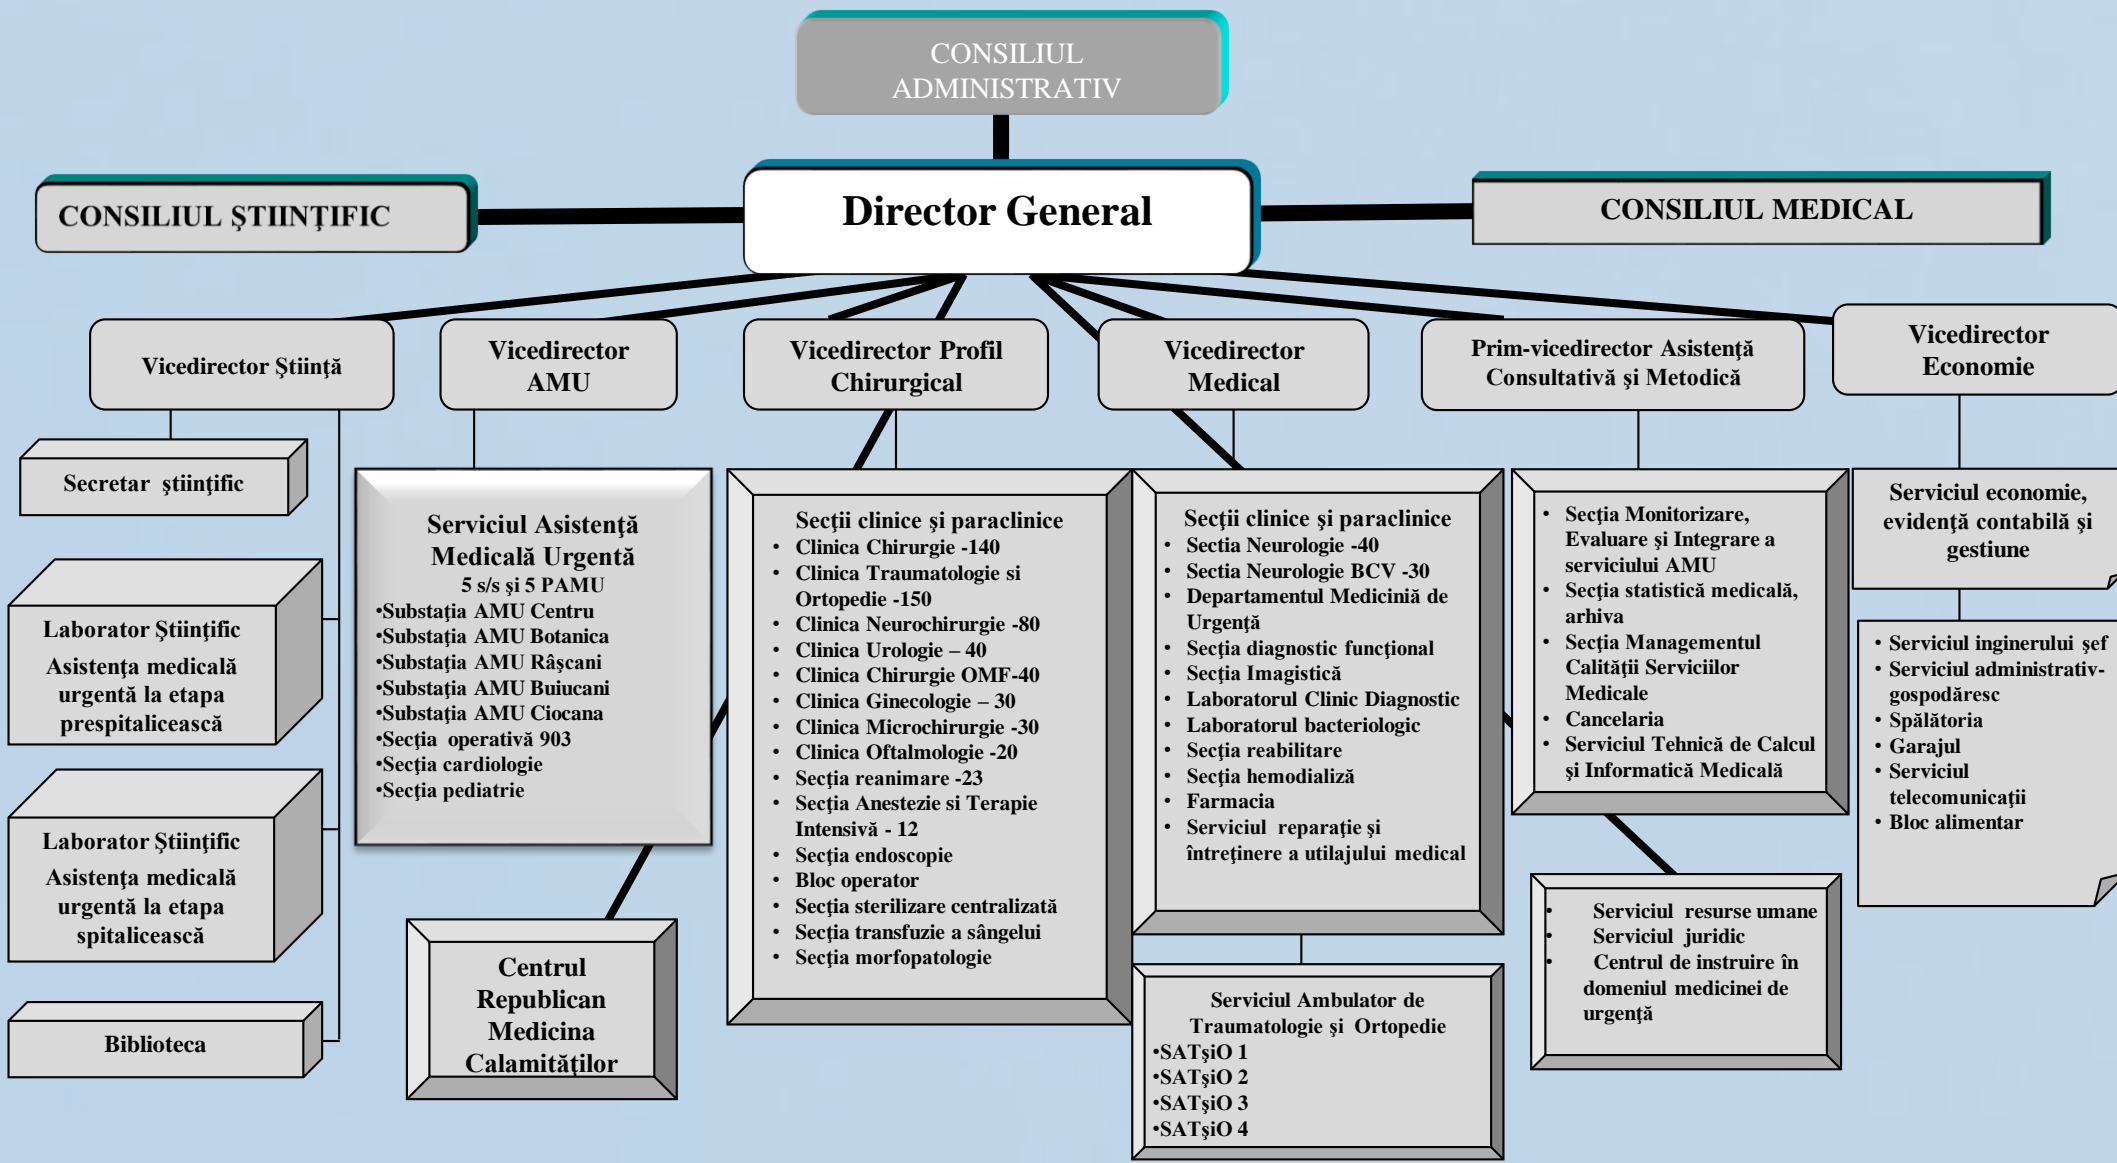 CONSILIUL
ADMINISTRATIV
CONSILIUL ŞTIINŢIFIC
Director General
CONSILIUL MEDICAL
Vicedirector Ştiinţă
Vicedirector
AMU
Vicedirector Profil
Chirurgical
Vicedirector
Medical
Prim-vicedirector Asistenţă
Consultativă şi Metodică
Vicedirector
Economie
Secretar ştiinţific
Laborator Ştiinţific
Asistenţa medicală
urgentă la etapa
prespitalicească
Laborator Ştiinţific
Asistenţa medicală
urgentă la etapa
spitalicească
Biblioteca
Serviciul Asistenţă
Medicală Urgentă
5 s/s şi 5 PAMU
•Substaţia AMU Centru
•Substaţia AMU Botanica
•Substaţia AMU Râşcani
•Substaţia AMU Buiucani
•Substaţia AMU Ciocana
•Secţia operativă 903
•Secţia cardiologie
•Secţia pediatrie
Centrul
Republican
Medicina
Calamităţilor
Secţii clinice şi paraclinice
• Clinica Chirurgie -140
• Clinica Traumatologie si
Ortopedie -150
• Clinica Neurochirurgie -80
• Clinica Urologie – 40
• Clinica Chirurgie OMF-40
• Clinica Ginecologie – 30
• Clinica Microchirurgie -30
• Clinica Oftalmologie -20
• Secţia reanimare -23
• Secţia Anestezie si Terapie
Intensivă - 12
• Secţia endoscopie
• Bloc operator
• Secţia sterilizare centralizată
• Secţia transfuzie a sângelui
• Secţia morfopatologie
Secţii clinice şi paraclinice
• Sectia Neurologie -40
• Sectia Neurologie BCV -30
• Departamentul Mediciniă de
Urgenţă
• Secţia diagnostic funcţional
• Secţia Imagistică
• Laboratorul Clinic Diagnostic
• Laboratorul bacteriologic
• Secţia reabilitare
• Secţia hemodializă
• Farmacia
• Serviciul reparaţie şi
întreţinere a utilajului medical
Serviciul Ambulator de
Traumatologie şi Ortopedie
•SATşiO 1
•SATşiO 2
•SATşiO 3
•SATşiO 4
• Secţia Monitorizare,
Evaluare şi Integrare a
serviciului AMU
• Secţia statistică medicală,
arhiva
• Secţia Managementul
Calităţii Serviciilor
Medicale
• Cancelaria
• Serviciul Tehnică de Calcul
şi Informatică Medicală
• Serviciul resurse umane
• Serviciul juridic
• Centrul de instruire în
domeniul medicinei de
urgenţă
Serviciul economie,
evidenţă contabilă şi
gestiune
• Serviciul inginerului şef
• Serviciul administrativ-
gospodăresc
• Spălătoria
• Garajul
• Serviciul
telecomunicaţii
• Bloc alimentar